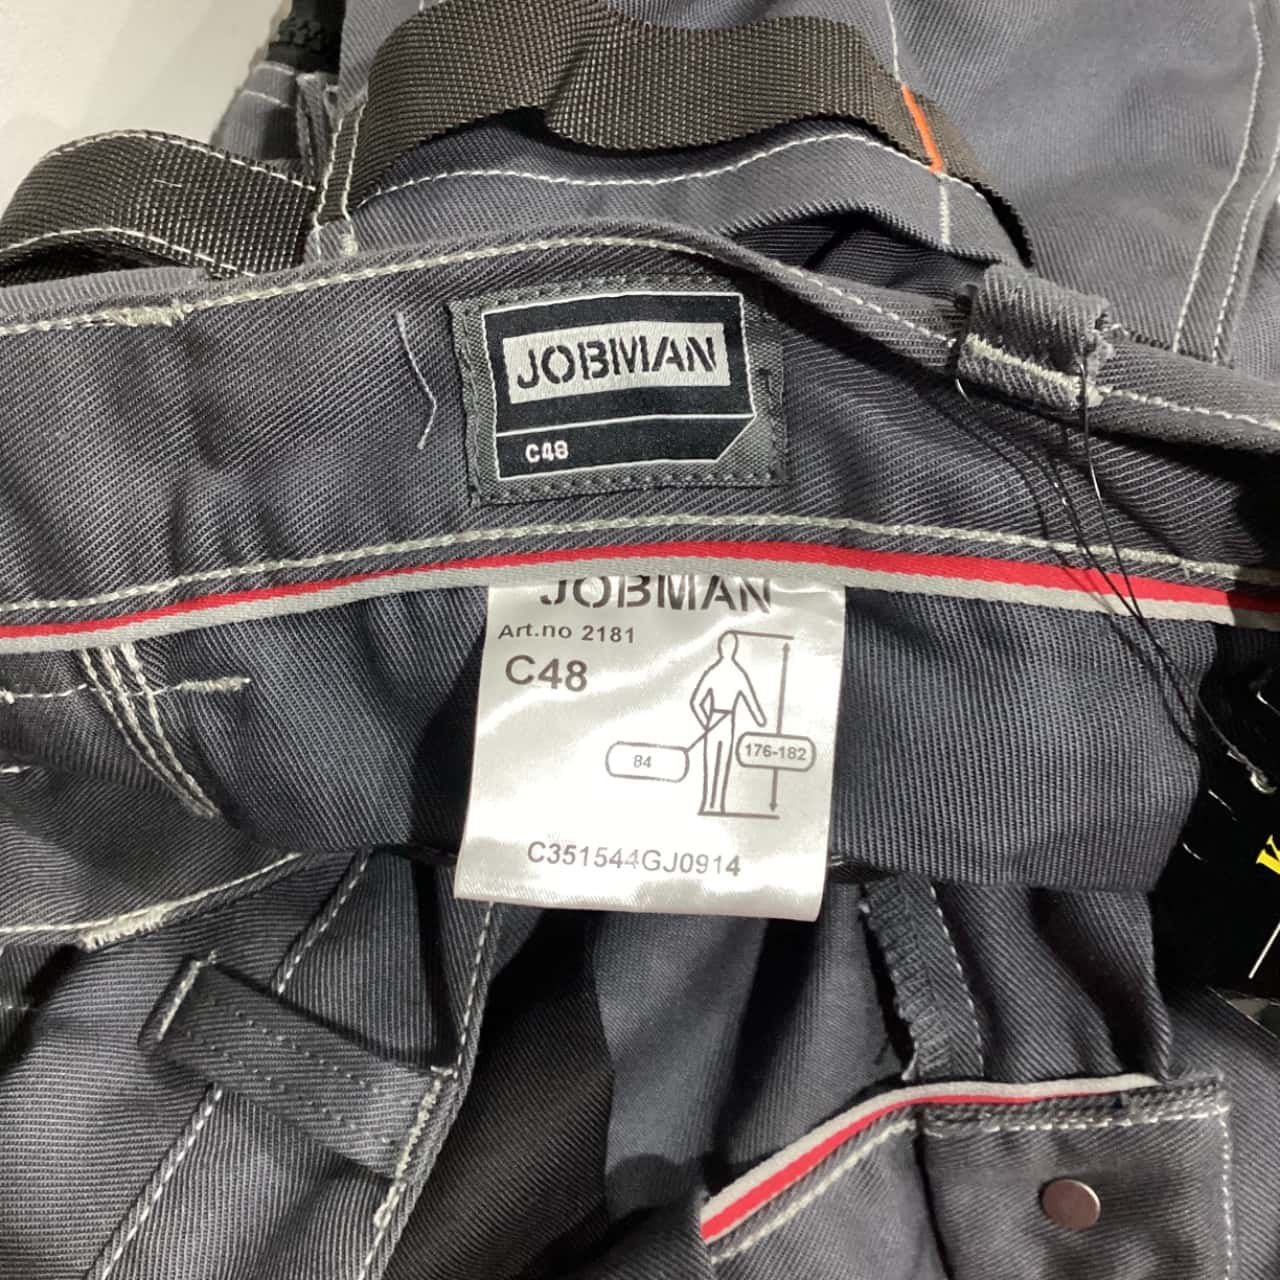 JOBMAN
C48
JOBMAN
Art.no 2181
C48
84
176-182
C351544GJ0914
K